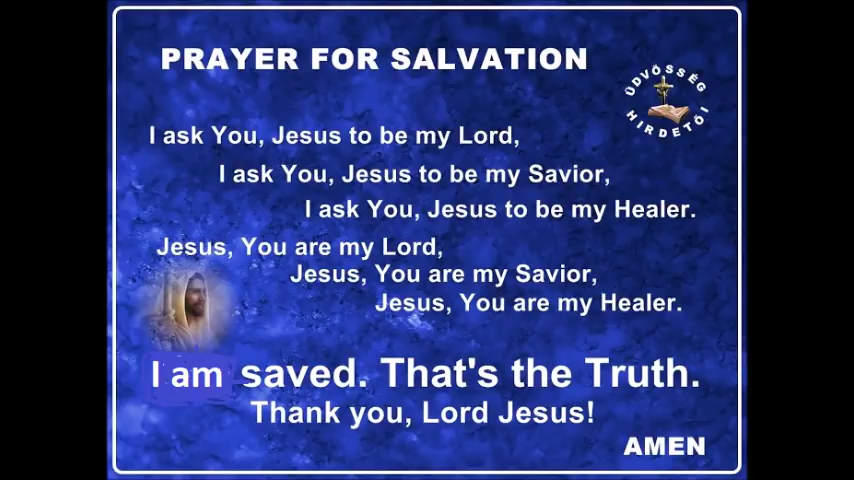 PRAYER FOR SALVATION
ÜDVÖSSÉG
HIRDETŐI
I ask You, Jesus to be my Lord,
I ask You, Jesus to be my Savior,
I ask You, Jesus to be my Healer.
Jesus, You are my Lord,
Jesus, You are my Savior,
Jesus, You are my Healer.
I am saved. That's the Truth.
Thank you, Lord Jesus!
AMEN